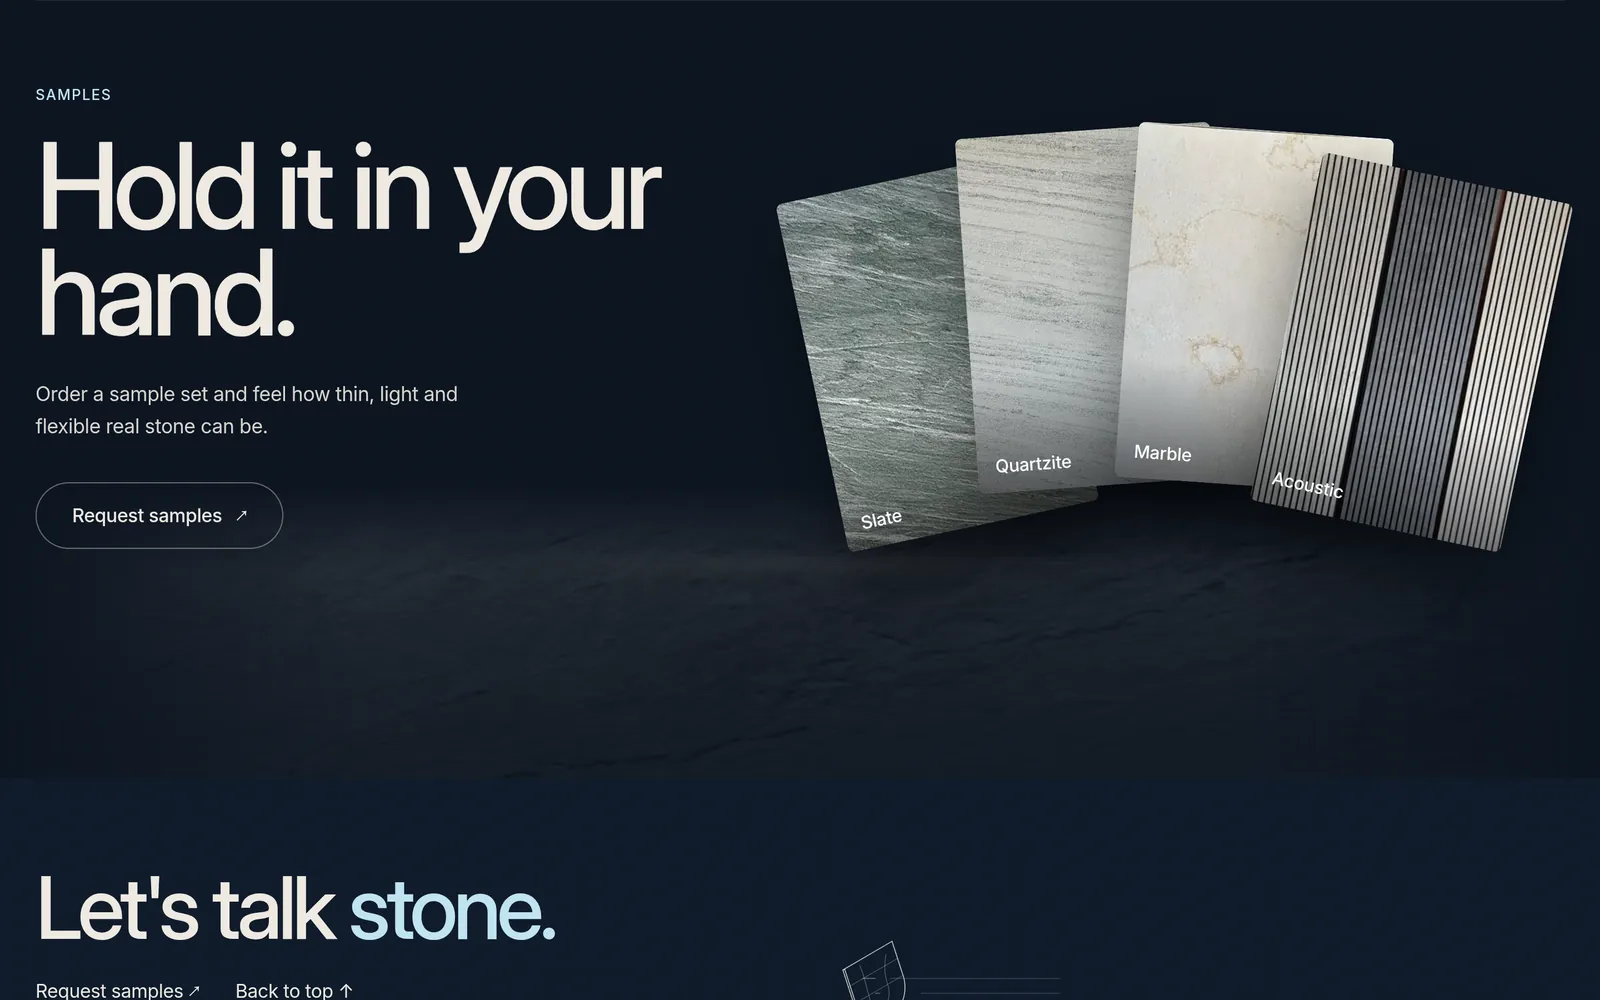 SAMPLES
Hold it in your
hand.
Order a sample set and feel how thin, light and
flexible real stone can be.
Request samples ↗
Slate
Quartzite
Marble
Acoustic
Let's talk stone.
Request samples ↗
Back to top ↑